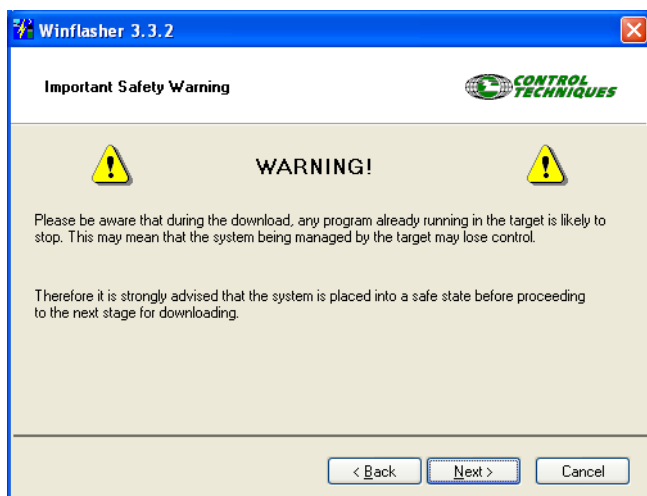 Winflasher 3.3.2
Important Safety Warning
CONTROL
TECHNIQUES
WARNING!
Please be aware that during the download, any program already running in the target is likely to
stop. This may mean that the system being managed by the target may lose control.
Therefore it is strongly advised that the system is placed into a safe state before proceeding
to the next stage for downloading.
< Back
Next >
Cancel